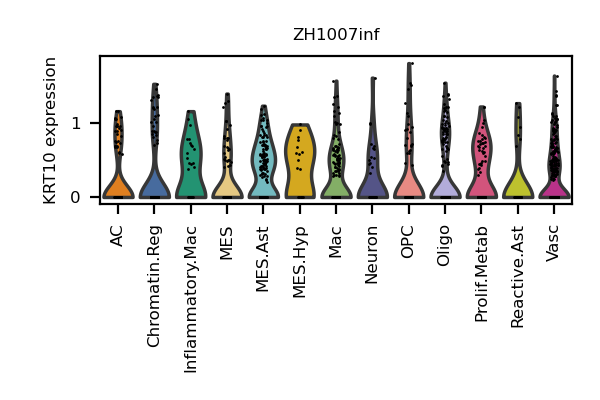 ZH1007inf
KRT10 expression
1
0
AC
Chromatin.Reg
Inflammatory.Mac
MES
MES.Ast
MES.Hyp
Mac
Neuron
OPC
Oligo
Prolif.Metab
Reactive.Ast
Vasc